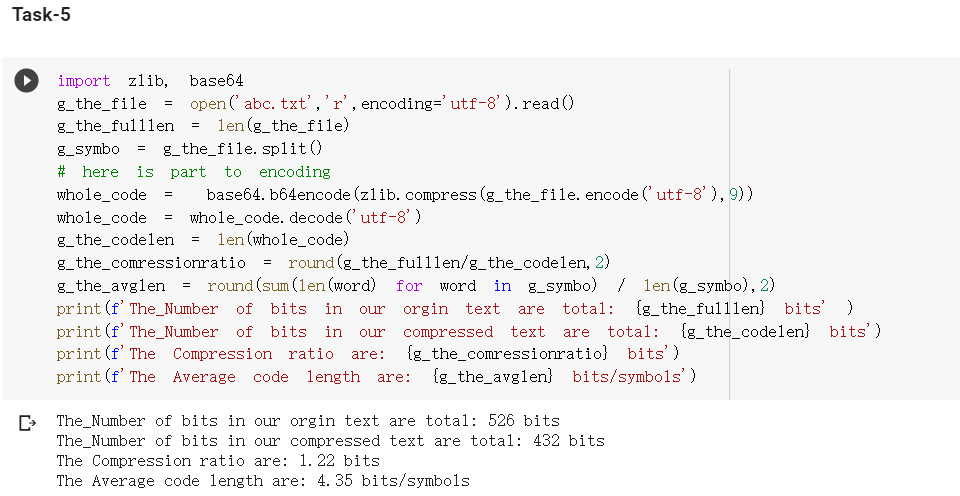 Task-5
import zlib, base64
g_the_file = open('abc.txt','r',encoding='utf-8').read()
g_the_fulllen = len(g_the_file)
g_symbo = g_the_file.split()
# here is part to encoding
whole_code = base64.b64encode(zlib.compress(g_the_file.encode('utf-8'),9))
whole_code = whole_code.decode('utf-8')
g_the_codelen = len(whole_code)
g_the_comressionratio = round(g_the_fulllen/g_the_codelen,2)
g_the_avglen = round(sum(len(word) for word in g_symbo) / len(g_symbo),2)
print(f'The_Number of bits in our orgin text are total: {g_the_fulllen} bits' )
print(f'The_Number of bits in our compressed text are total: {g_the_codelen} bits')
print(f'The Compression ratio are: {g_the_comressionratio} bits')
print(f'The Average code length are: {g_the_avglen} bits/symbols')
The_Number of bits in our orgin text are total: 526 bits
The_Number of bits in our compressed text are total: 432 bits
The Compression ratio are: 1.22 bits
The Average code length are: 4.35 bits/symbols